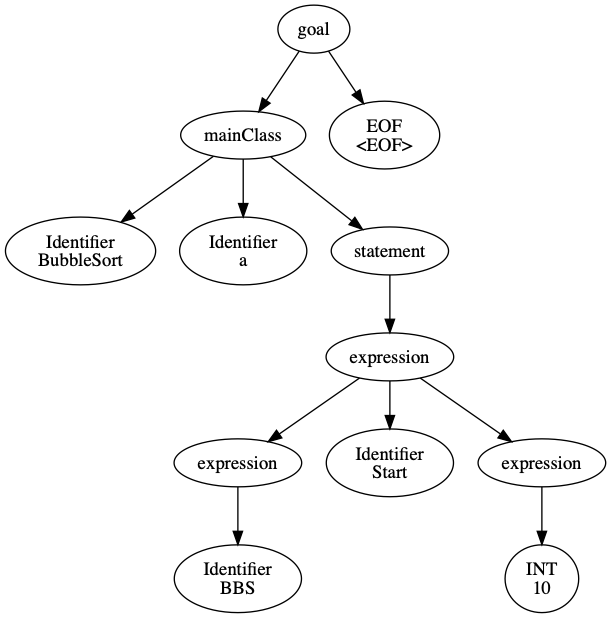 goal
mainClass
EOF
<EOF>
Identifier
BubbleSort
Identifier
a
statement
expression
expression
Identifier
Start
expression
Identifier
BBS
INT
10